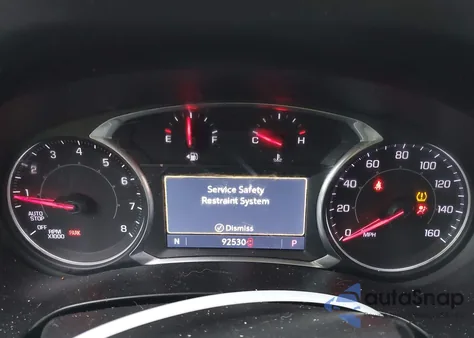 1 2 3 4 5 6 7 8
AUTO
STOP
OFF
RPM
X1000
PARK
E F
C H
Service Safety
Restraint System
Dismiss
N 92530 P
0 20 40 60 80 100 120 140 160
MPH
autoSnap